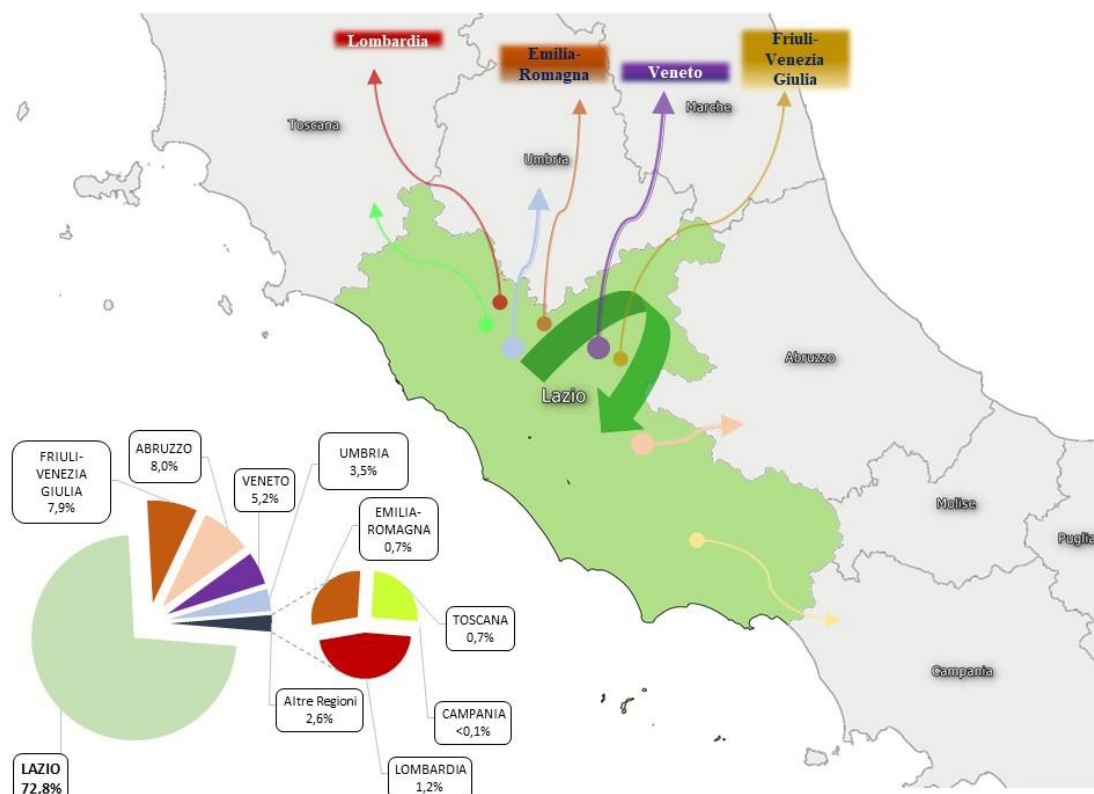 Lombardia
Emilia-
Romagna
Veneto
Friuli-
Venezia
Giulia
Toscana
Umbria
Marche
Abruzzo
Lazio
Molise
Puglia
Campania
FRIULI-
VENEZIA
GIULIA
7,9%
ABRUZZO
8,0%
VENETO
5,2%
UMBRIA
3,5%
EMILIA-
ROMAGNA
0,7%
TOSCANA
0,7%
Altre Regioni
2,6%
CAMPANIA
<0,1%
LAZIO
72,8%
LOMBARDIA
1,2%